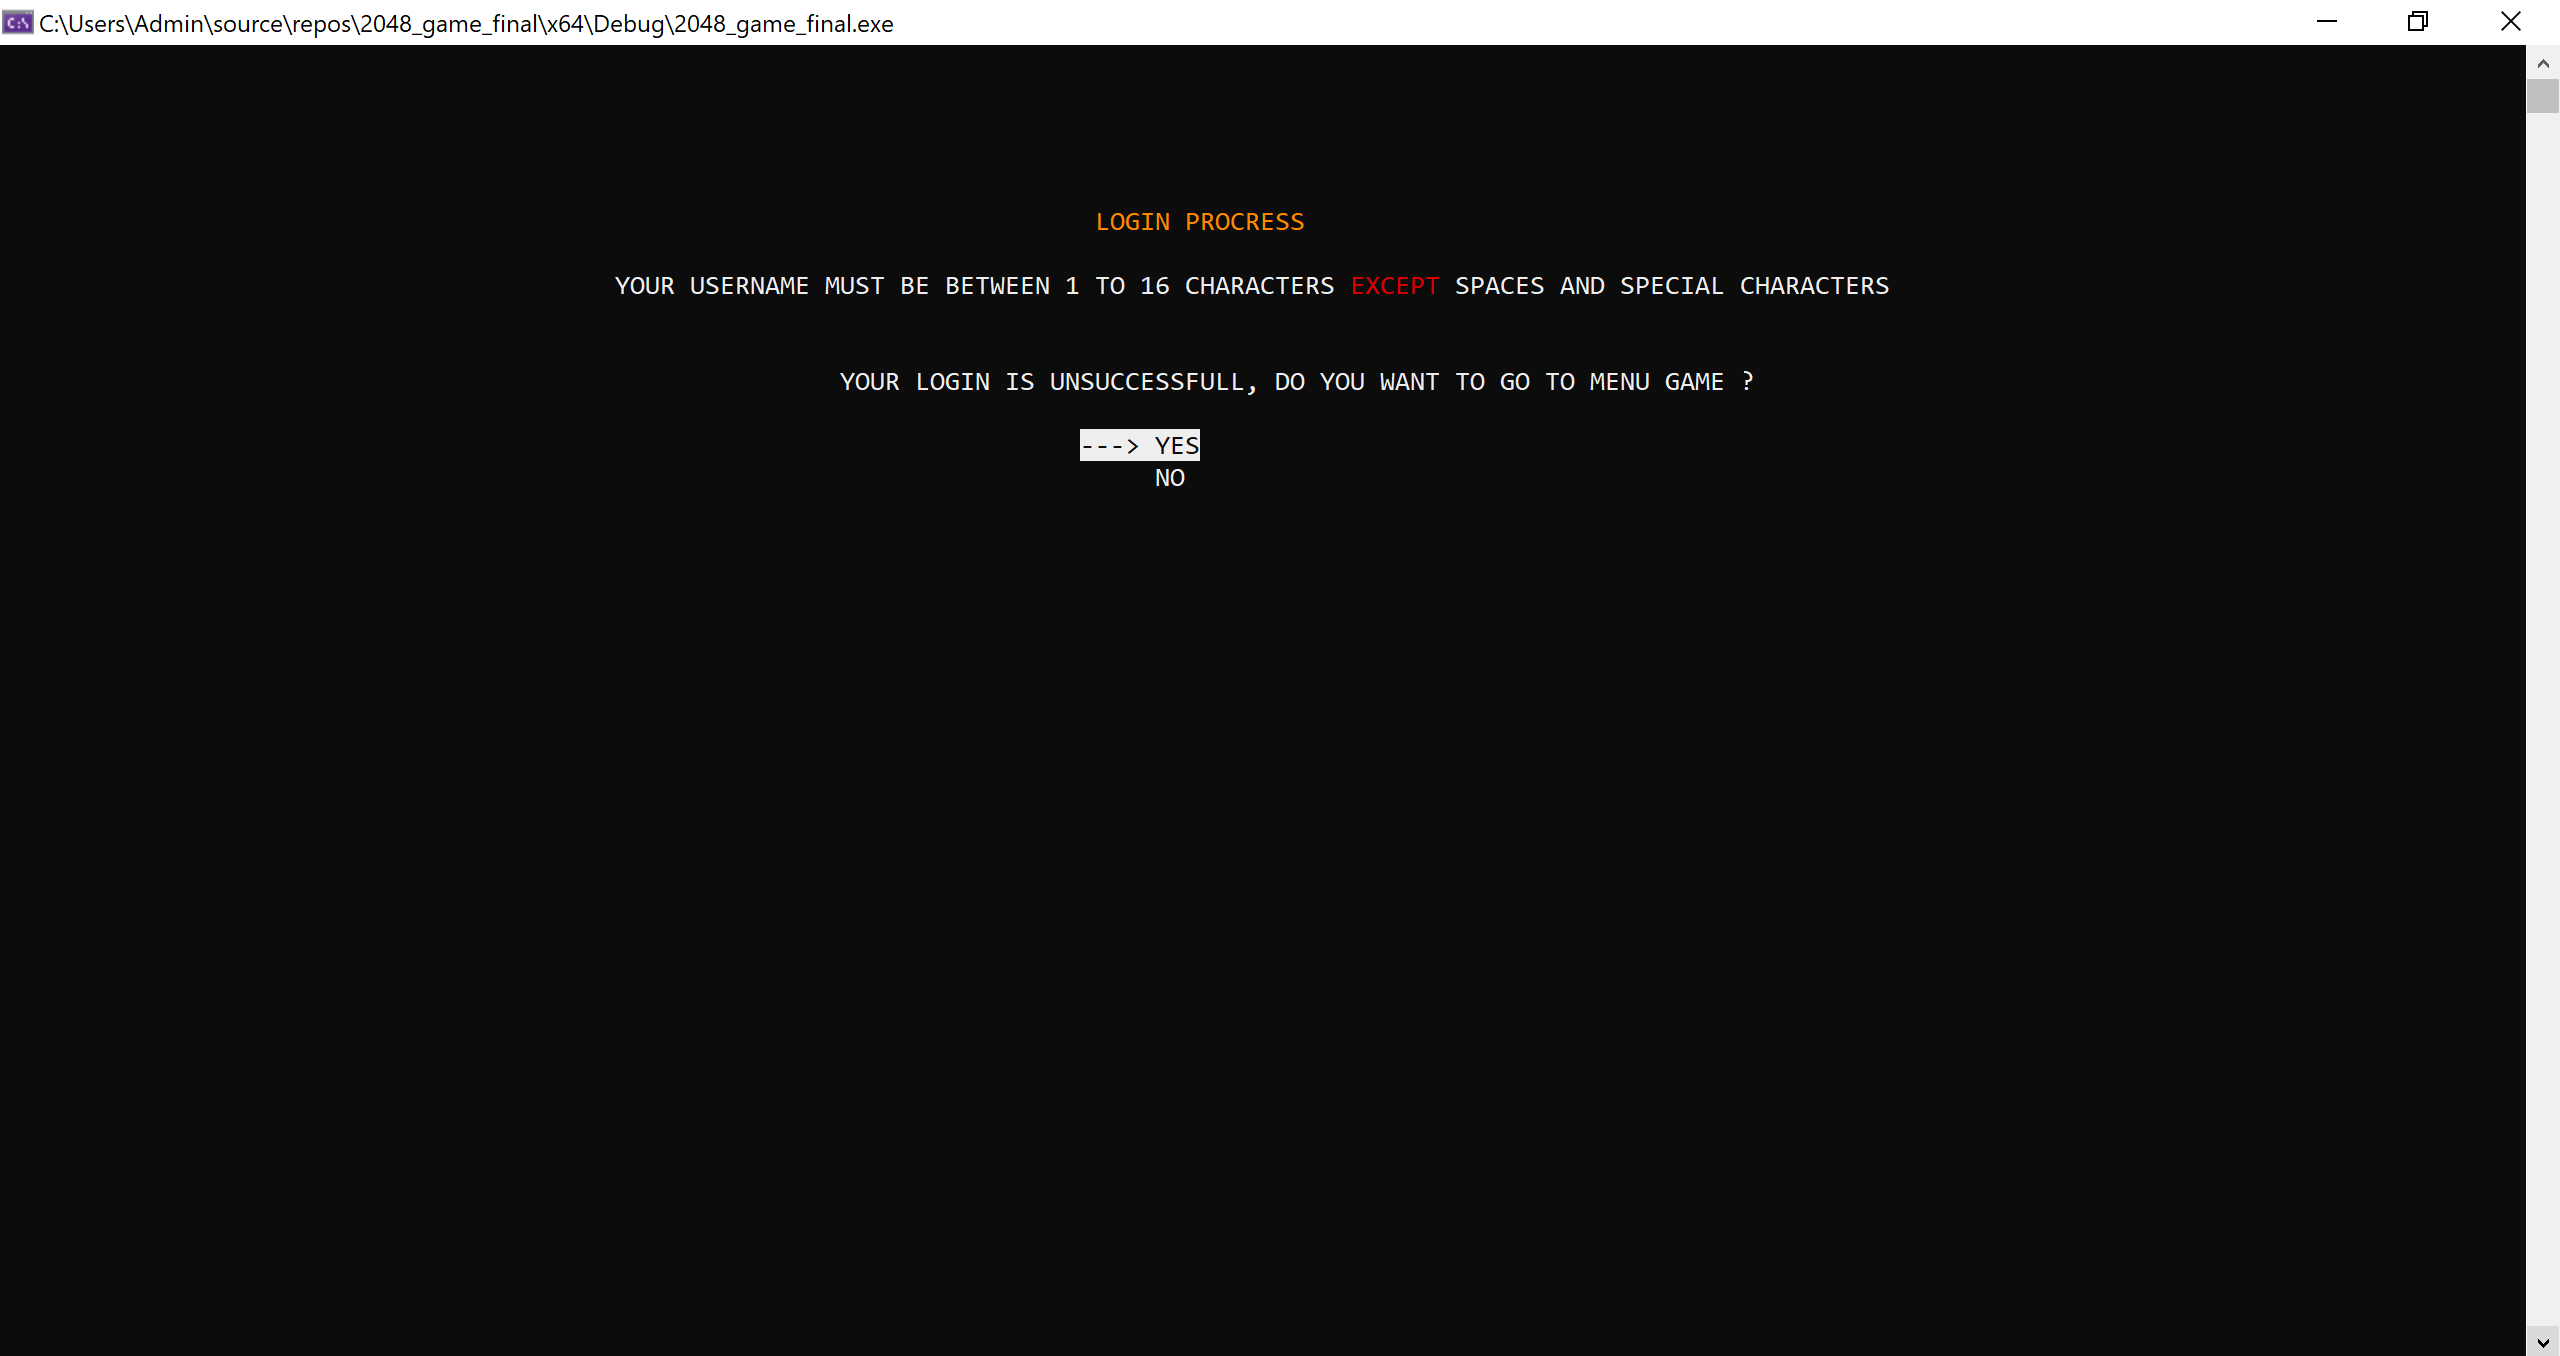 C:\Users\Admin\source\repos\2048_game_final\x64\Debug\2048_game_final.exe
LOGIN PROCRESS
YOUR USERNAME MUST BE BETWEEN 1 TO 16 CHARACTERS EXCEPT SPACES AND SPECIAL CHARACTERS
YOUR LOGIN IS UNSUCCESSFULL, DO YOU WANT TO GO TO MENU GAME ?
---> YES
NO